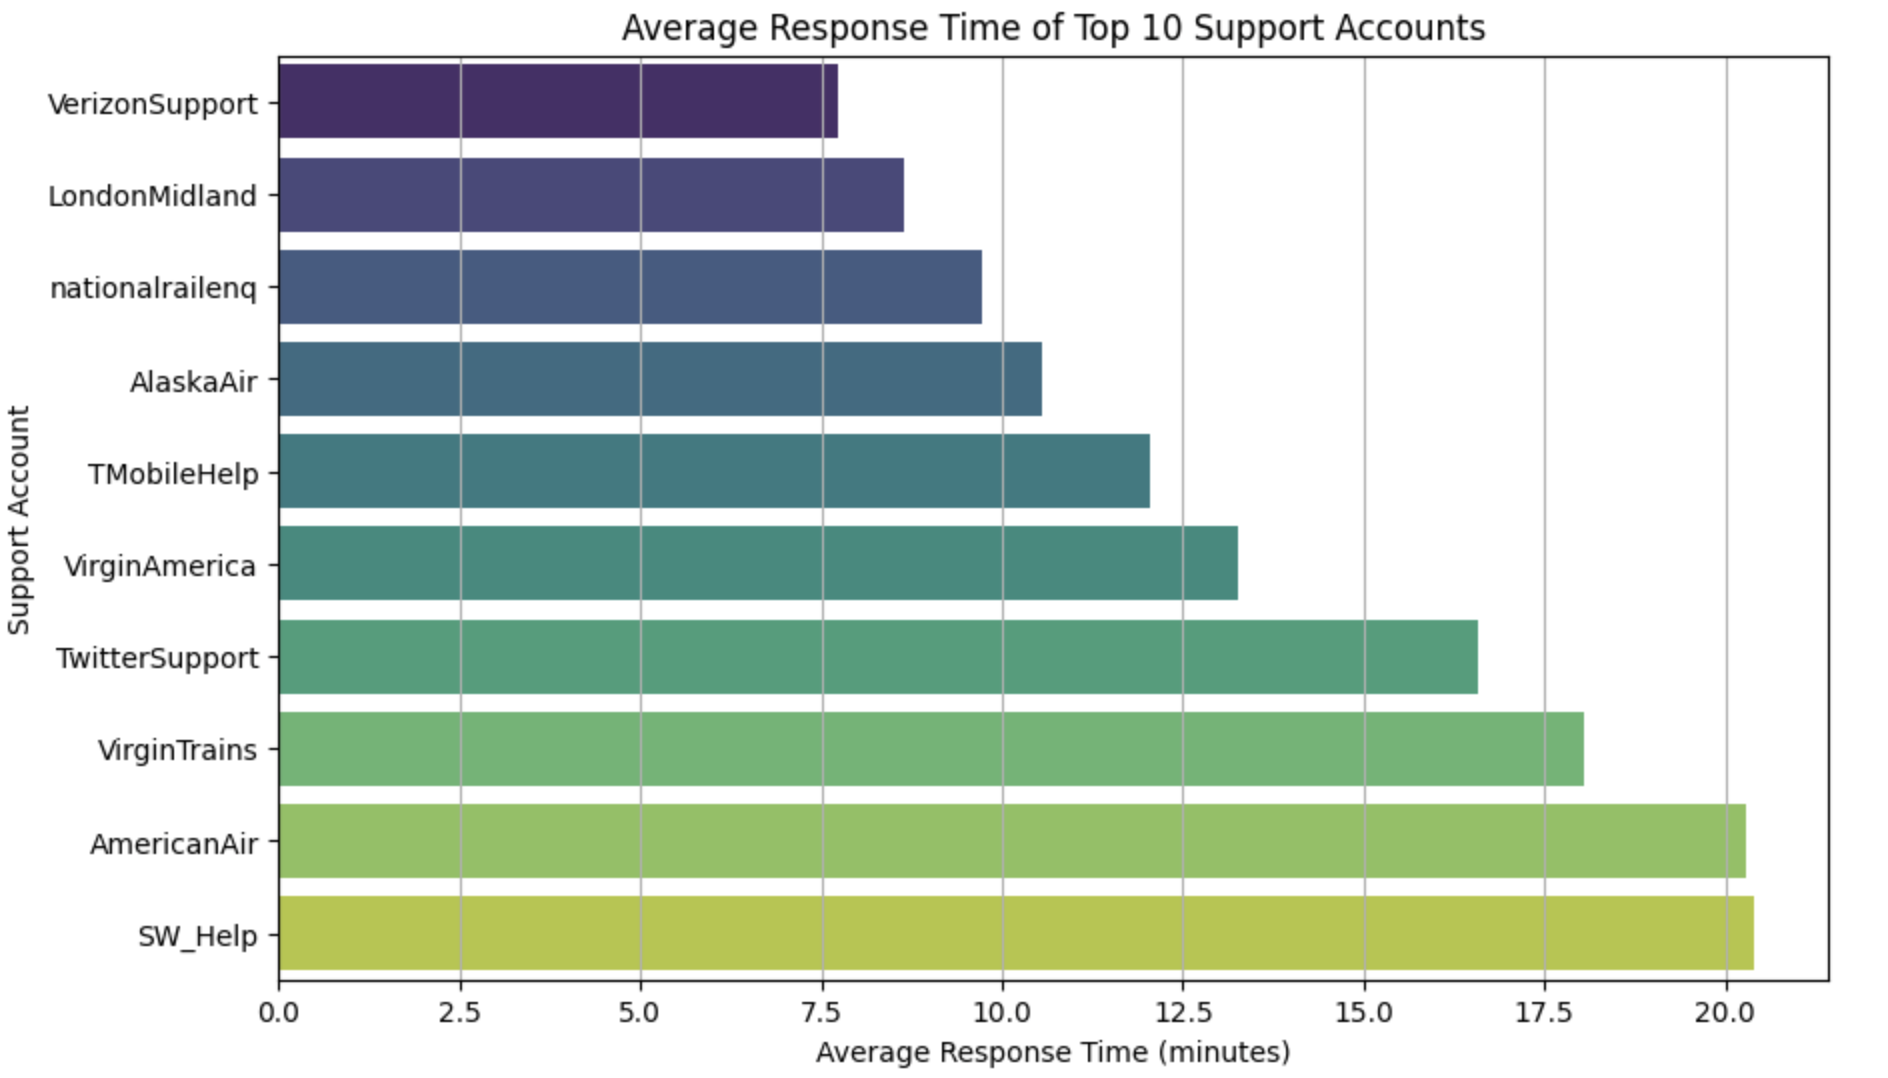 Average Response Time of Top 10 Support Accounts
VerizonSupport
LondonMidland
nationalrailenq
AlaskaAir
TMobileHelp
VirginAmerica
TwitterSupport
VirginTrains
AmericanAir
SW_Help
Support Account
0.0 2.5 5.0 7.5 10.0 12.5 15.0 17.5 20.0
Average Response Time (minutes)